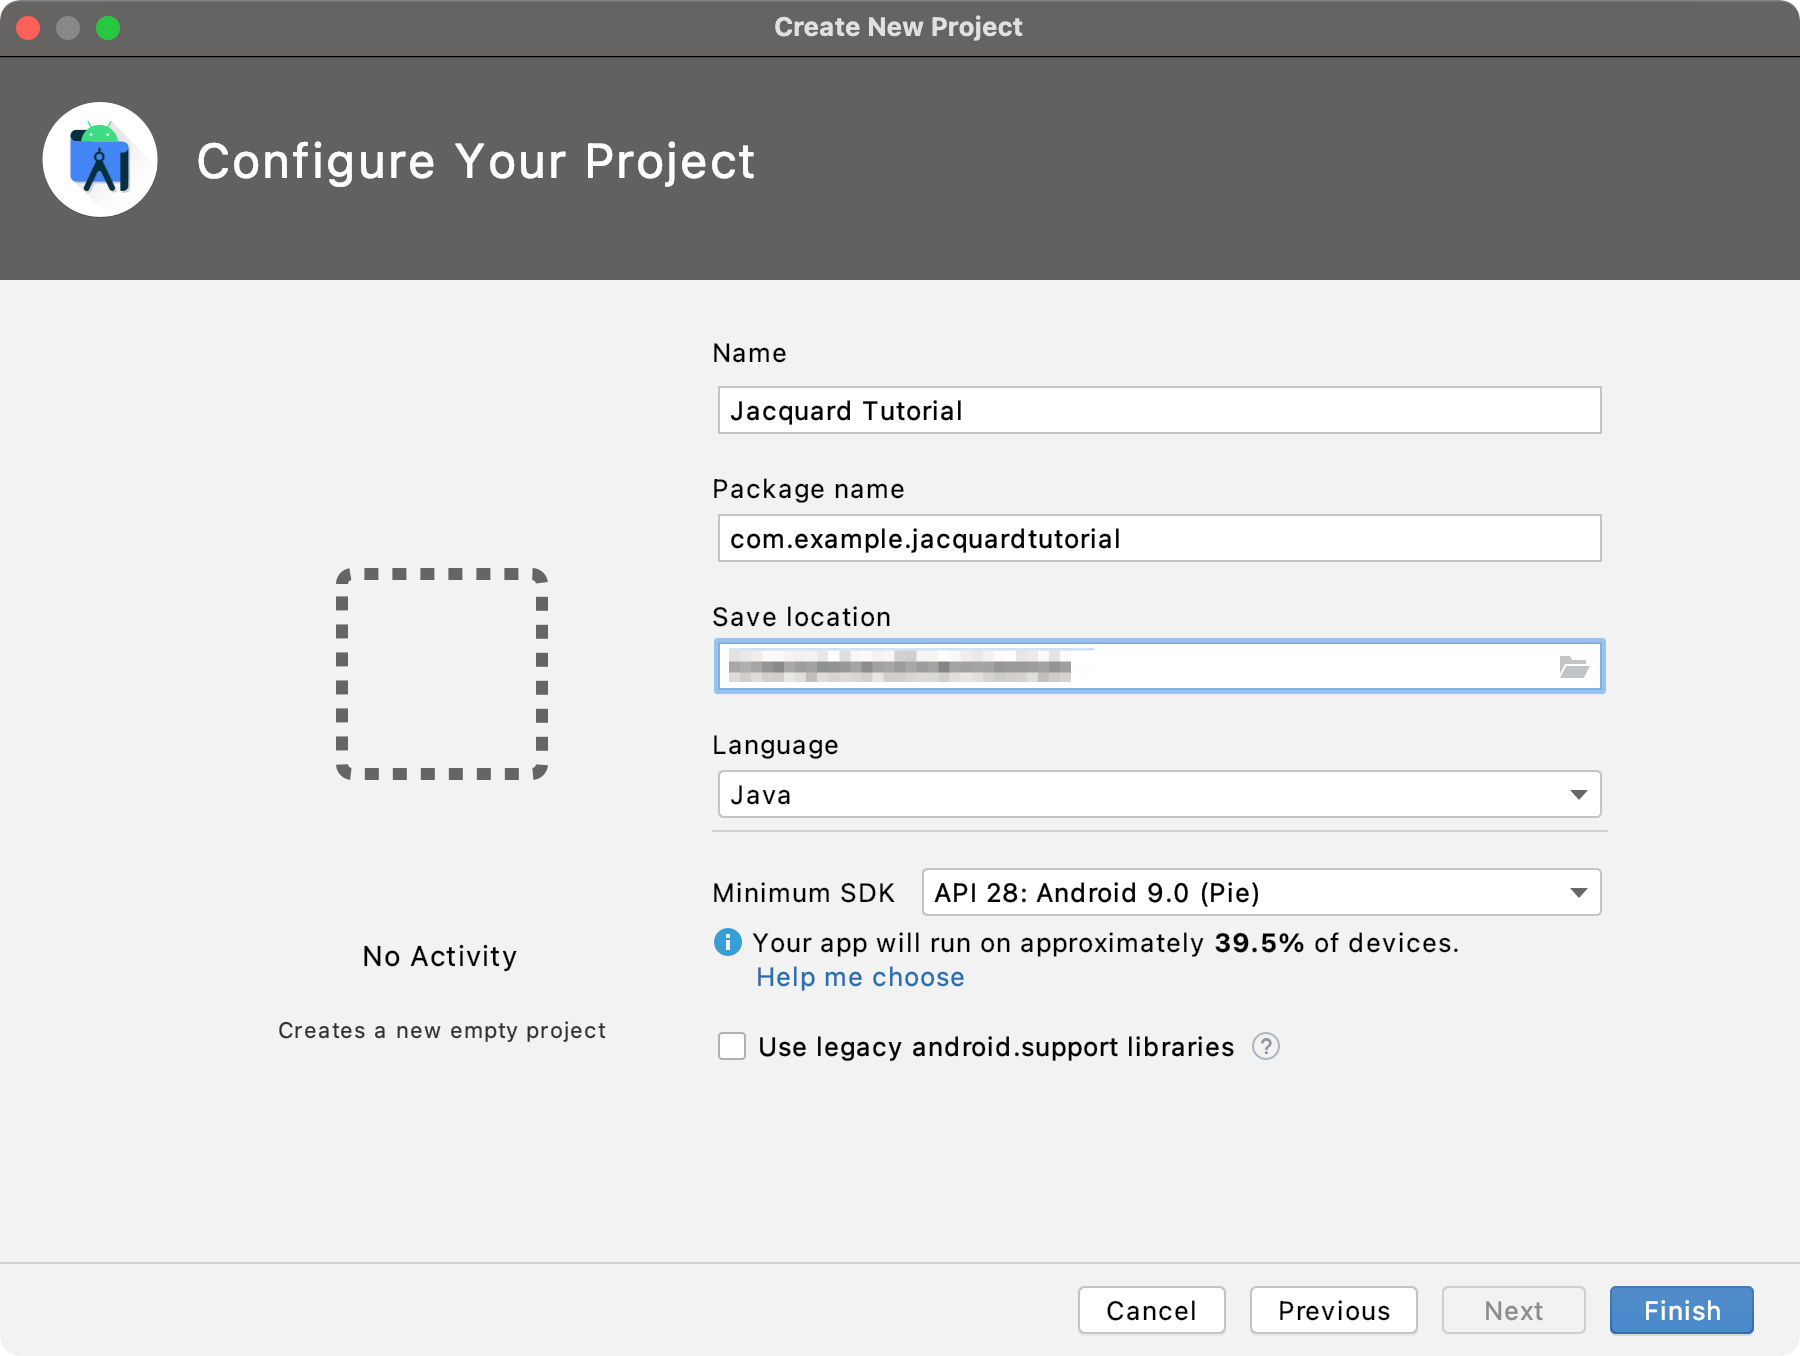 Create New Project
Configure Your Project
Name
Jacquard Tutorial
Package name
com.example.jacquardtutorial
Save location
Language
Java
Minimum SDK API 28: Android 9.0 (Pie)
Your app will run on approximately 39.5% of devices.
Help me choose
Use legacy android.support libraries ?
No Activity
Creates a new empty project
Cancel Previous Next Finish